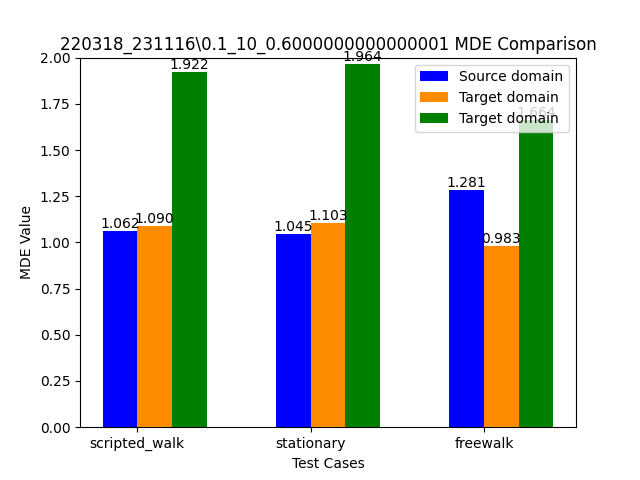 220318_231116\0.1_10_0.6000000000000001 MDE Comparison
MDE Value
2.00
1.75
1.50
1.25
1.00
0.75
0.50
0.25
0.00
1.922
1.964
1.664
1.062
1.090
1.045
1.103
1.281
0.983
Source domain
Target domain
Target domain
scripted_walk
stationary
freewalk
Test Cases